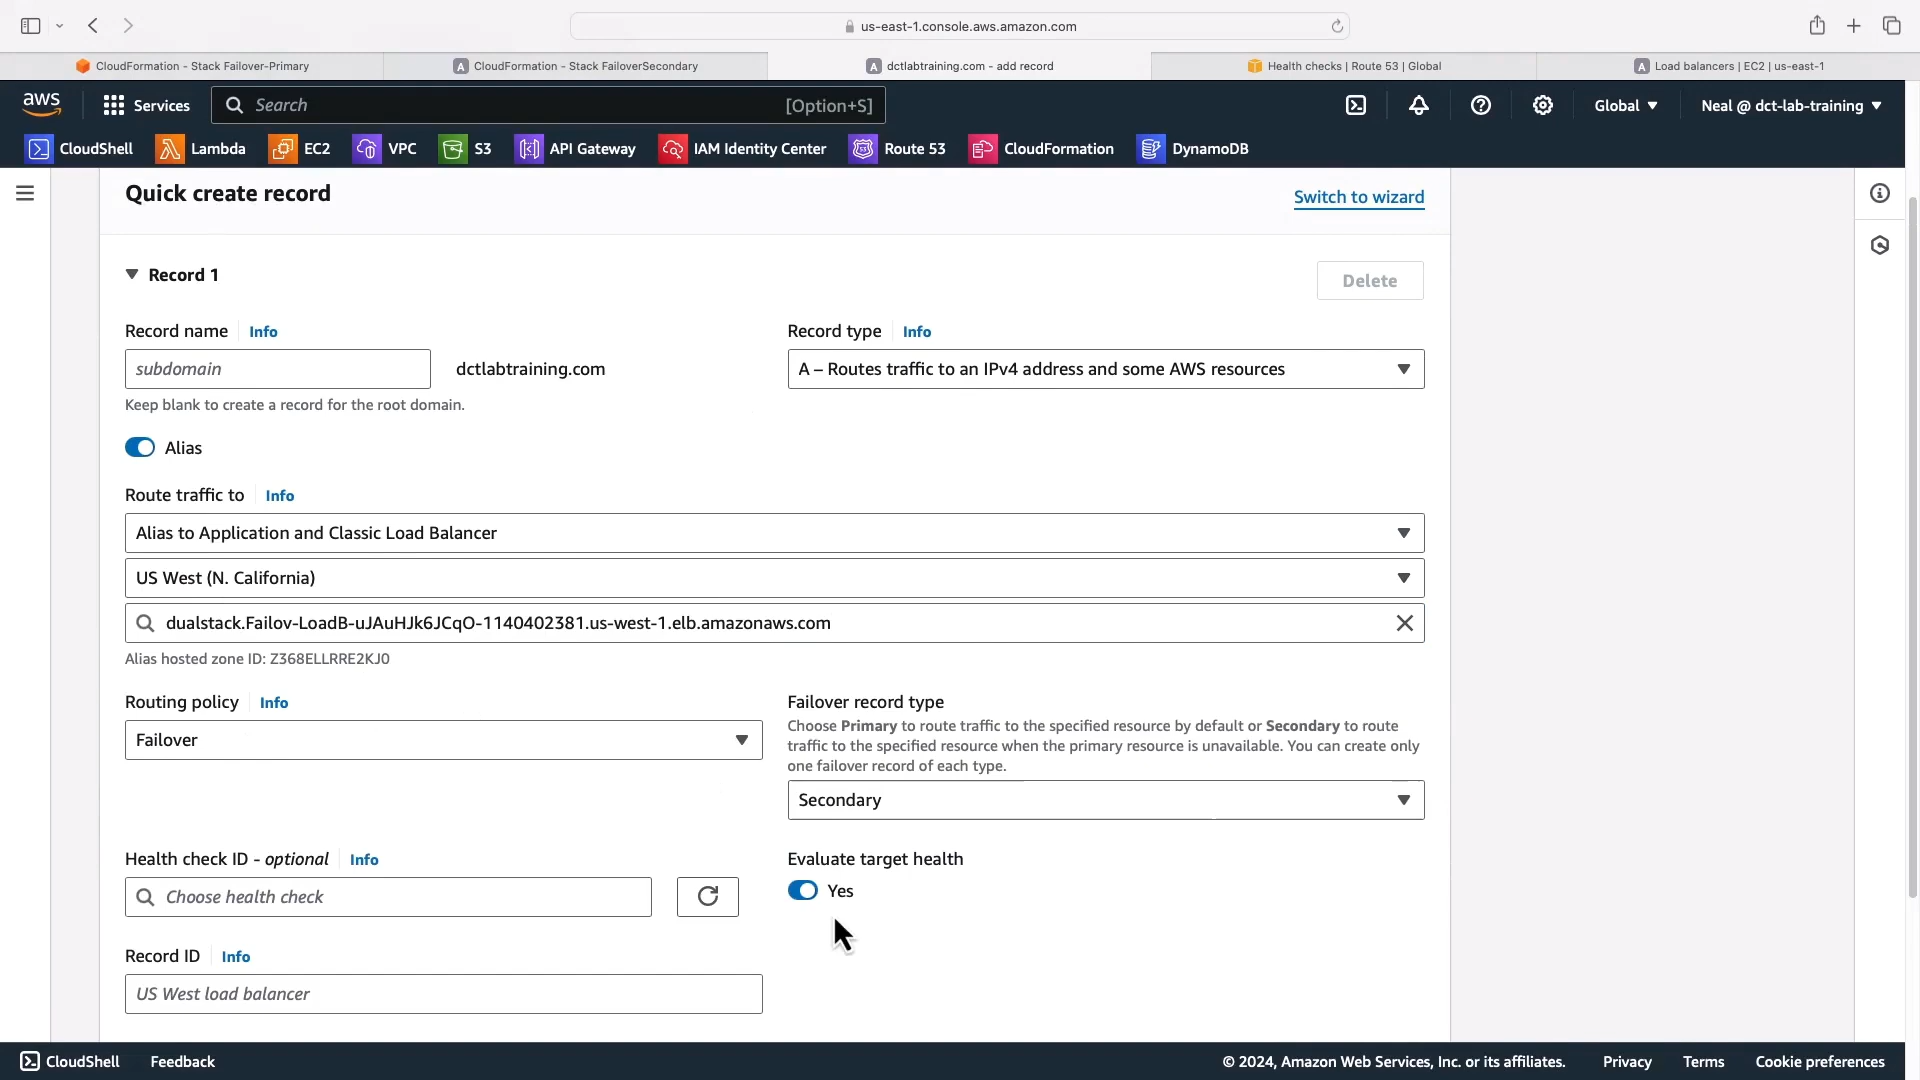 us-east-1.console.aws.amazon.com
CloudFormation - Stack Failover-Primary
A CloudFormation - Stack FailoverSecondary
A dctlabtraining.com - add record
Health checks | Route 53 | Global
A Load balancers | EC2 | us-east-1
aws
Services
Search
[Option+S]
Global
Neal @ dct-lab-training
CloudShell
Lambda
EC2
VPC
S3
API Gateway
IAM Identity Center
Route 53
CloudFormation
DynamoDB
Quick create record
Switch to wizard
Record 1
Delete
Record name
Info
Record type
Info
subdomain
dctlabtraining.com
A – Routes traffic to an IPv4 address and some AWS resources
Keep blank to create a record for the root domain.
Alias
Route traffic to
Info
Alias to Application and Classic Load Balancer
US West (N. California)
dualstack.Failov-LoadB-uJAuHJk6JCqO-1140402381.us-west-1.elb.amazonaws.com
Alias hosted zone ID: Z368ELLRRE2KJ0
Routing policy
Info
Failover
Failover record type
Choose Primary to route traffic to the specified resource by default or Secondary to route
traffic to the specified resource when the primary resource is unavailable. You can create only
one failover record of each type.
Secondary
Health check ID - optional
Info
Choose health check
Evaluate target health
Yes
Record ID
Info
US West load balancer
CloudShell
Feedback
© 2024, Amazon Web Services, Inc. or its affiliates.
Privacy
Terms
Cookie preferences